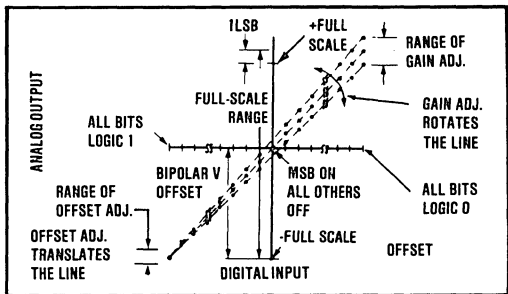 1LSB
+FULL
SCALE
RANGE OF
GAIN ADJ.
ANALOG OUTPUT
FULL-SCALE
RANGE
GAIN ADJ.
ROTATES
THE LINE
ALL BITS
LOGIC 1
BIPOLAR V
OFFSET
MSB ON
ALL OTHERS
OFF
ALL BITS
LOGIC 0
RANGE OF
OFFSET ADJ.
OFFSET ADJ.
TRANSLATES
THE LINE
-FULL SCALE
OFFSET
DIGITAL INPUT